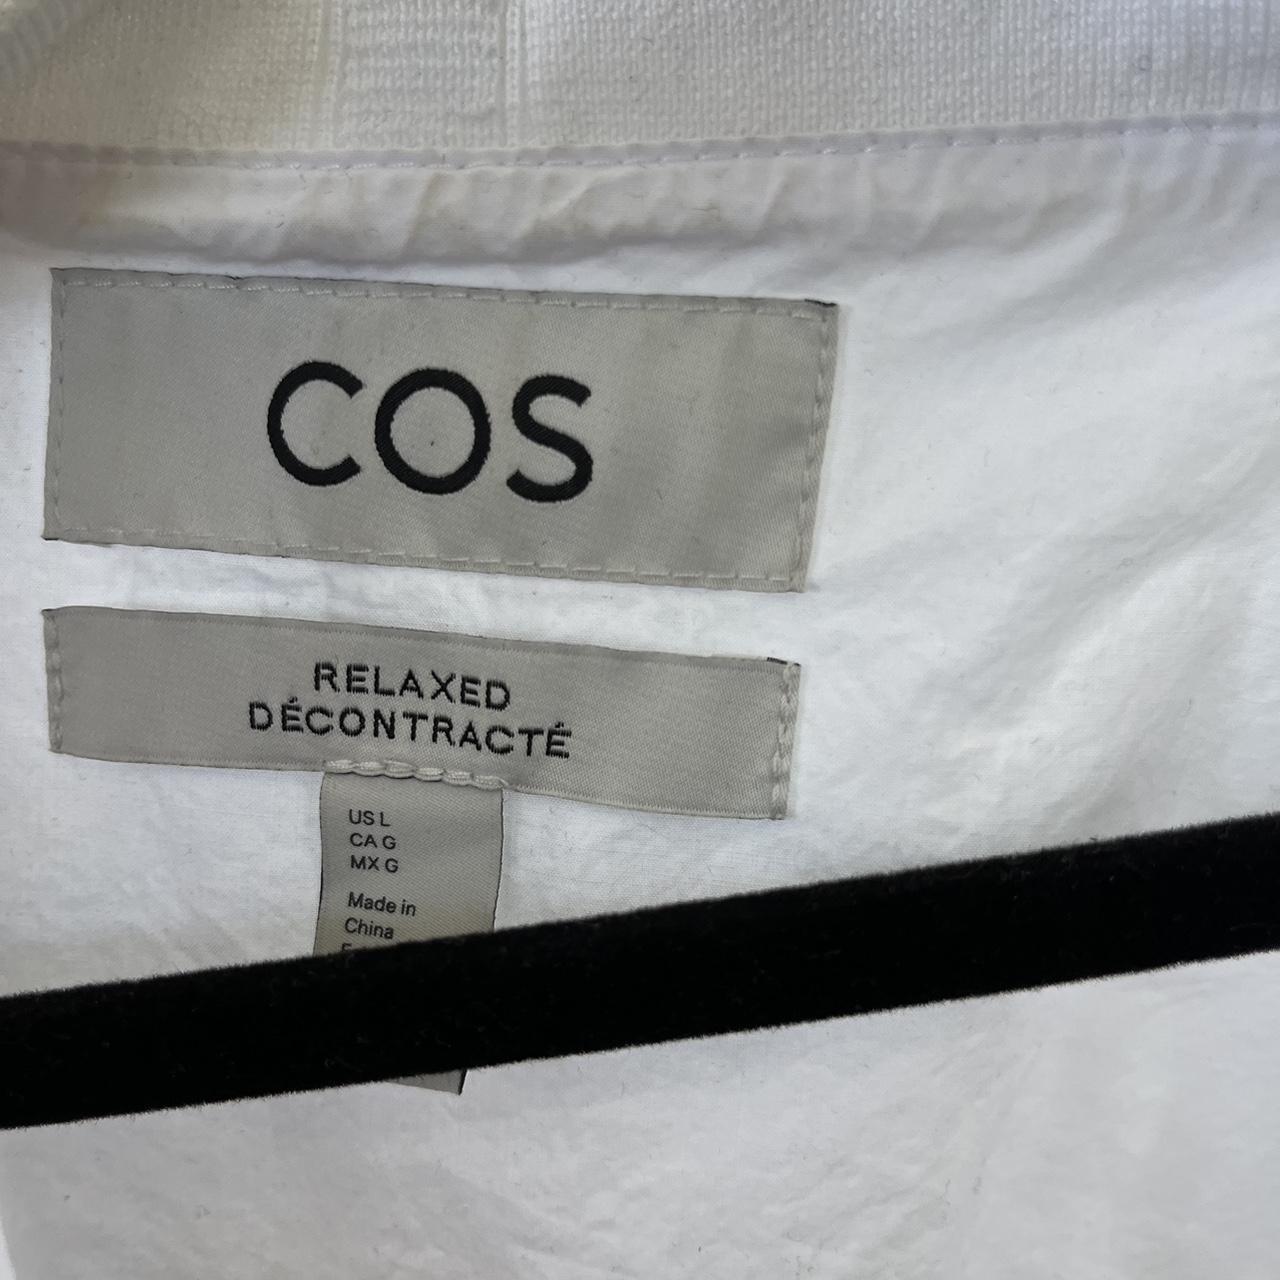 COS
RELAXED
DÉCONTRACTÉ
US L
CA G
MX G
Made in
China